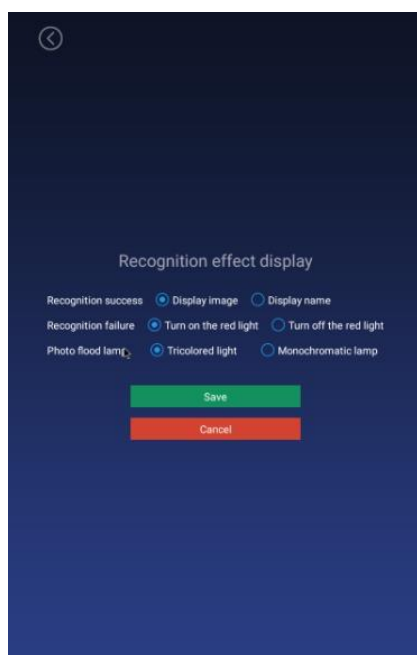 Recognition effect display
Recognition success Display image Display name
Recognition failure Turn on the red light Turn off the red light
Photo flood lamp Tricolored light Monochromatic lamp
Save
Cancel